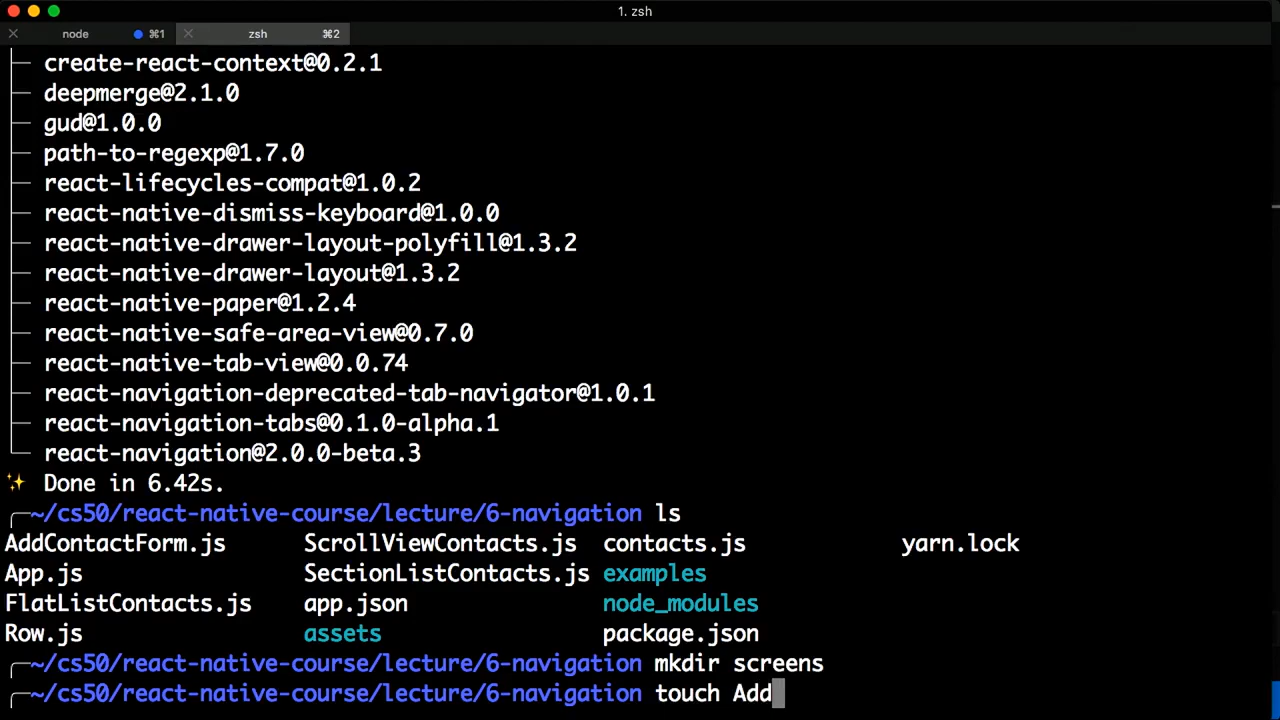 1. zsh
node ⌘1 zsh ⌘2
├─ create-react-context@0.2.1
├─ deepmerge@2.1.0
├─ gud@1.0.0
├─ path-to-regexp@1.7.0
├─ react-lifecycles-compat@1.0.2
├─ react-native-dismiss-keyboard@1.0.0
├─ react-native-drawer-layout-polyfill@1.3.2
├─ react-native-drawer-layout@1.3.2
├─ react-native-paper@1.2.4
├─ react-native-safe-area-view@0.7.0
├─ react-native-tab-view@0.0.74
├─ react-navigation-deprecated-tab-navigator@1.0.1
├─ react-navigation-tabs@0.1.0-alpha.1
└─ react-navigation@2.0.0-beta.3
✨ Done in 6.42s.
╭─~/cs50/react-native-course/lecture/6-navigation ls
AddContactForm.js ScrollViewContacts.js contacts.js yarn.lock
App.js SectionListContacts.js examples
FlatListContacts.js app.json node_modules
Row.js assets package.json
╭─~/cs50/react-native-course/lecture/6-navigation mkdir screens
╭─~/cs50/react-native-course/lecture/6-navigation touch Add